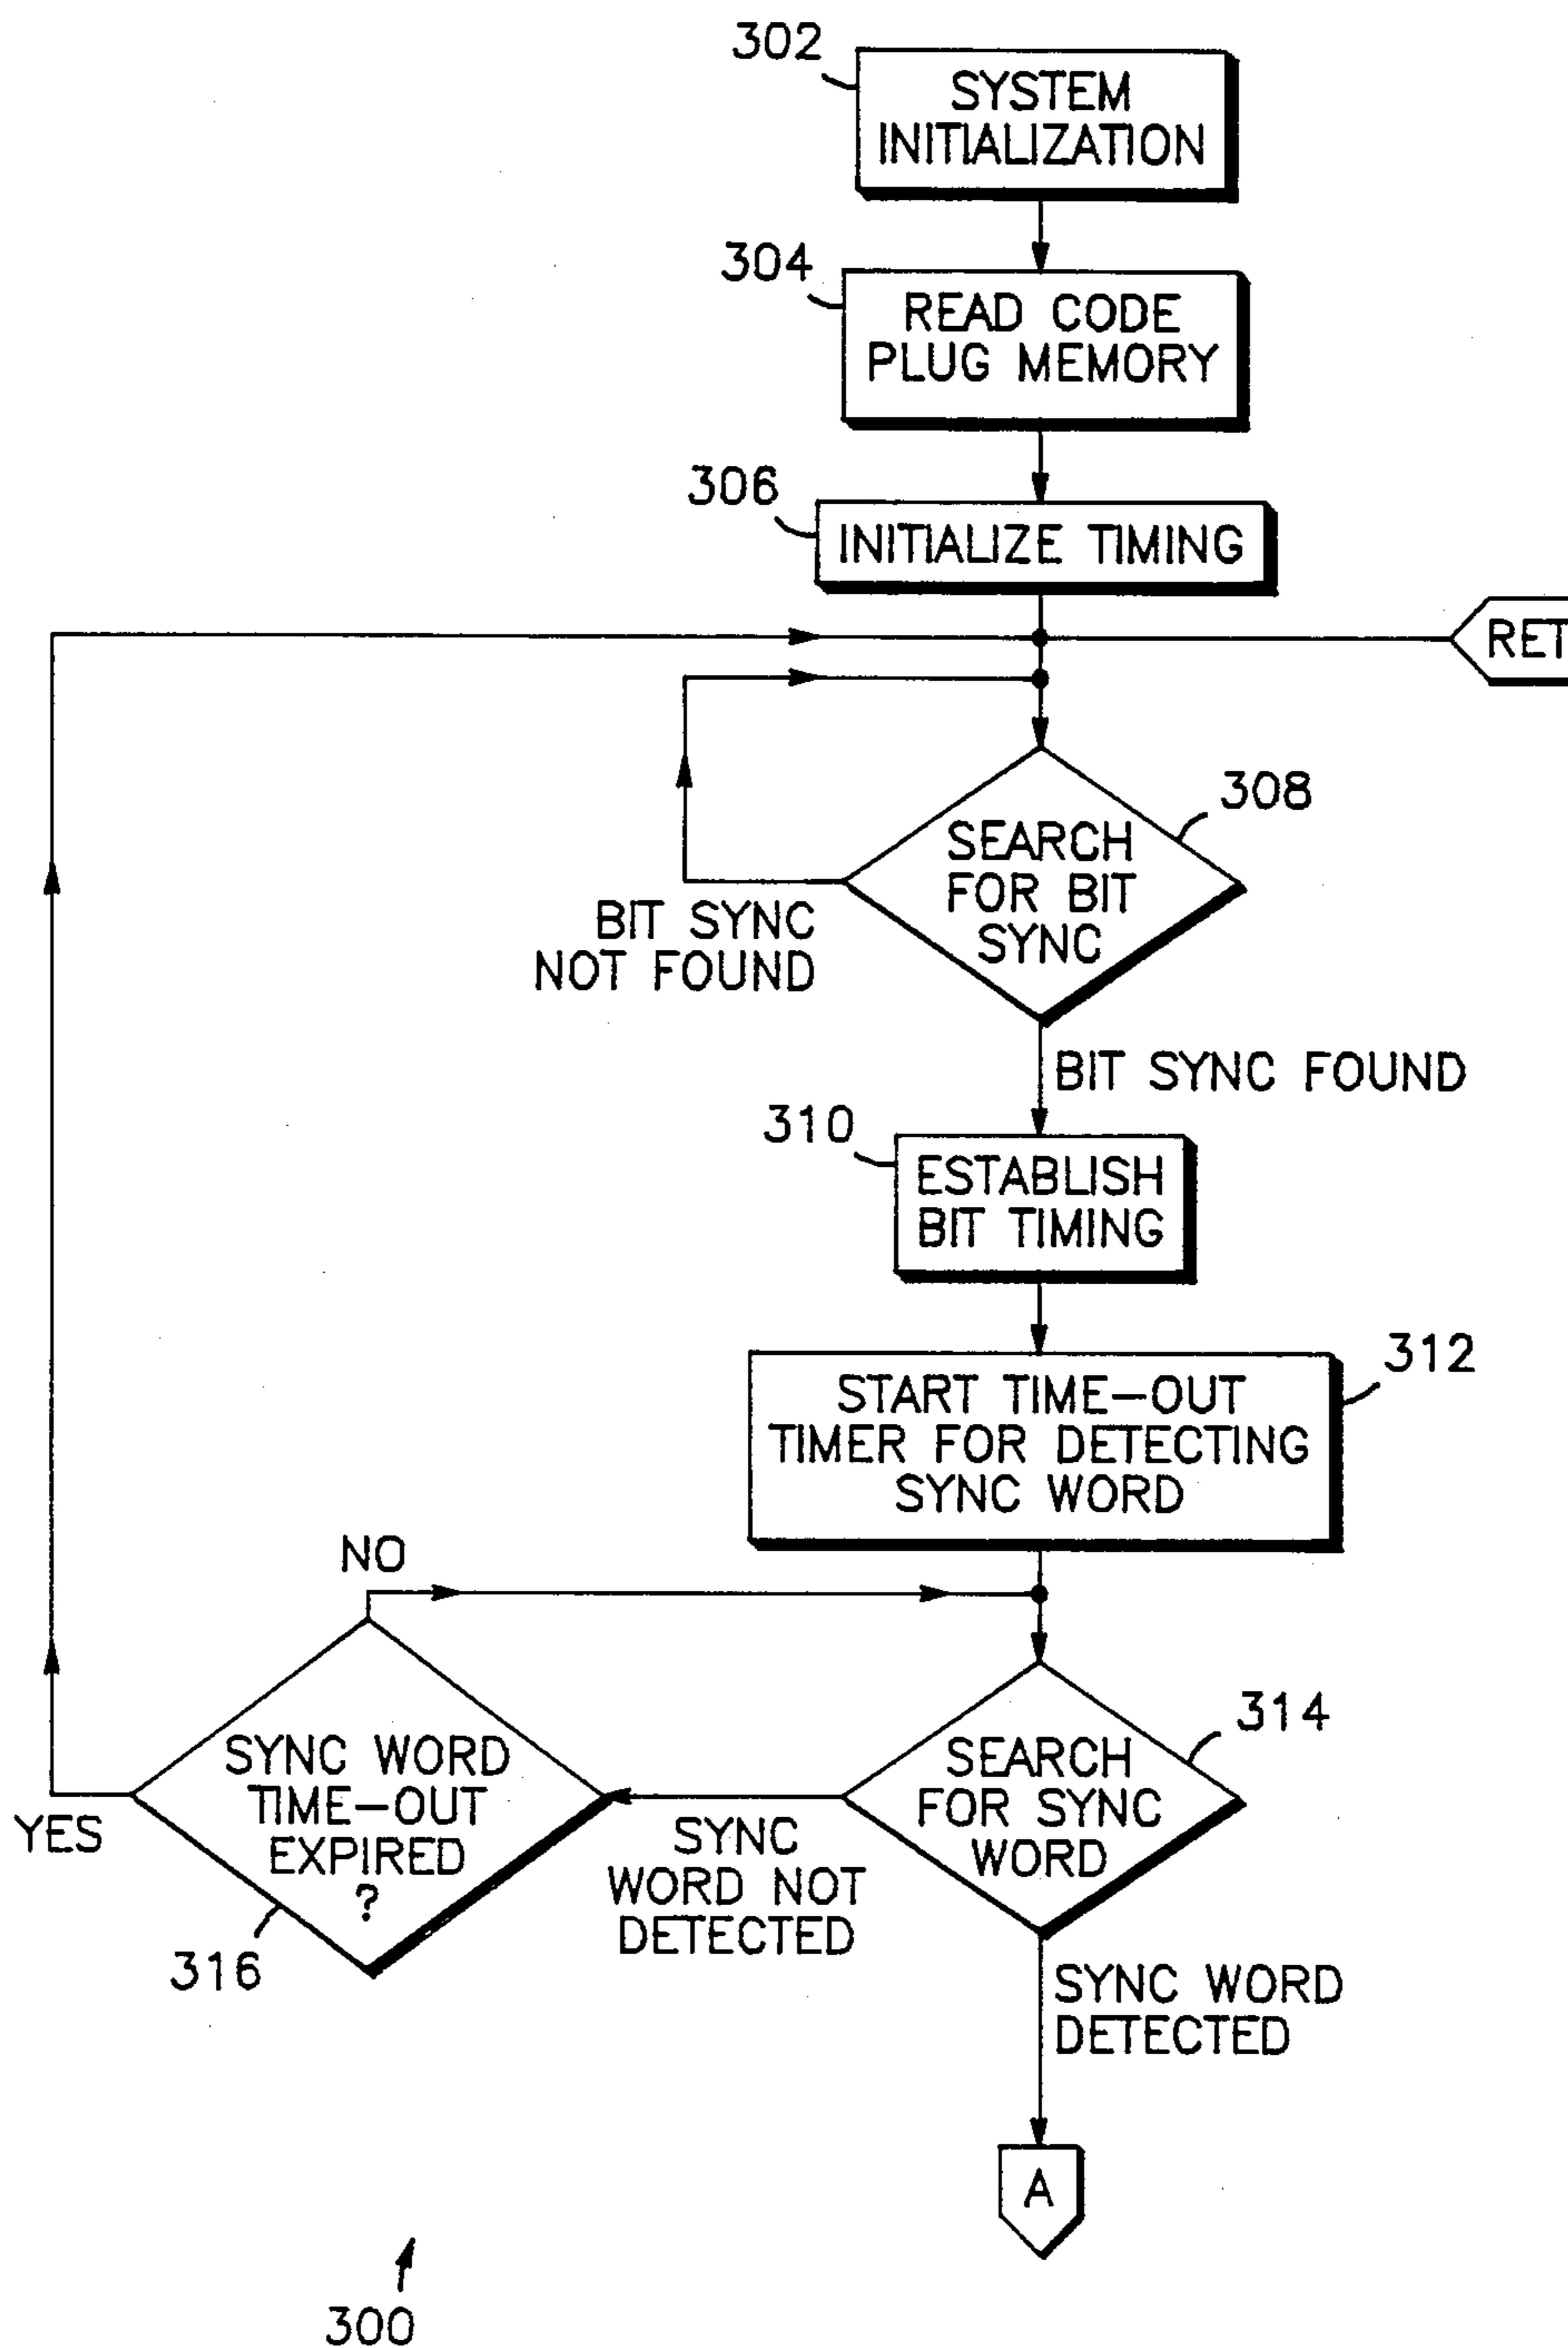 302
SYSTEM
INITIALIZATION
304
READ CODE
PLUG MEMORY
306
INITIALIZE TIMING
RET
308
SEARCH
FOR BIT
SYNC
BIT SYNC
NOT FOUND
BIT SYNC FOUND
310
ESTABLISH
BIT TIMING
312
START TIME-OUT
TIMER FOR DETECTING
SYNC WORD
NO
314
SEARCH
FOR SYNC
WORD
SYNC WORD
TIME-OUT
EXPIRED
?
YES
316
SYNC
WORD NOT
DETECTED
SYNC WORD
DETECTED
A
300